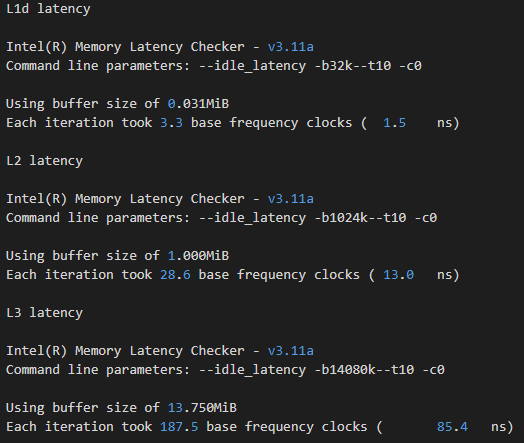 L1d latency
Intel(R) Memory Latency Checker - v3.11a
Command line parameters: --idle_latency -b32k--t10 -c0
Using buffer size of 0.031MiB
Each iteration took 3.3 base frequency clocks ( 1.5 ns)
L2 latency
Intel(R) Memory Latency Checker - v3.11a
Command line parameters: --idle_latency -b1024k--t10 -c0
Using buffer size of 1.000MiB
Each iteration took 28.6 base frequency clocks ( 13.0 ns)
L3 latency
Intel(R) Memory Latency Checker - v3.11a
Command line parameters: --idle_latency -b14080k--t10 -c0
Using buffer size of 13.750MiB
Each iteration took 187.5 base frequency clocks ( 85.4 ns)